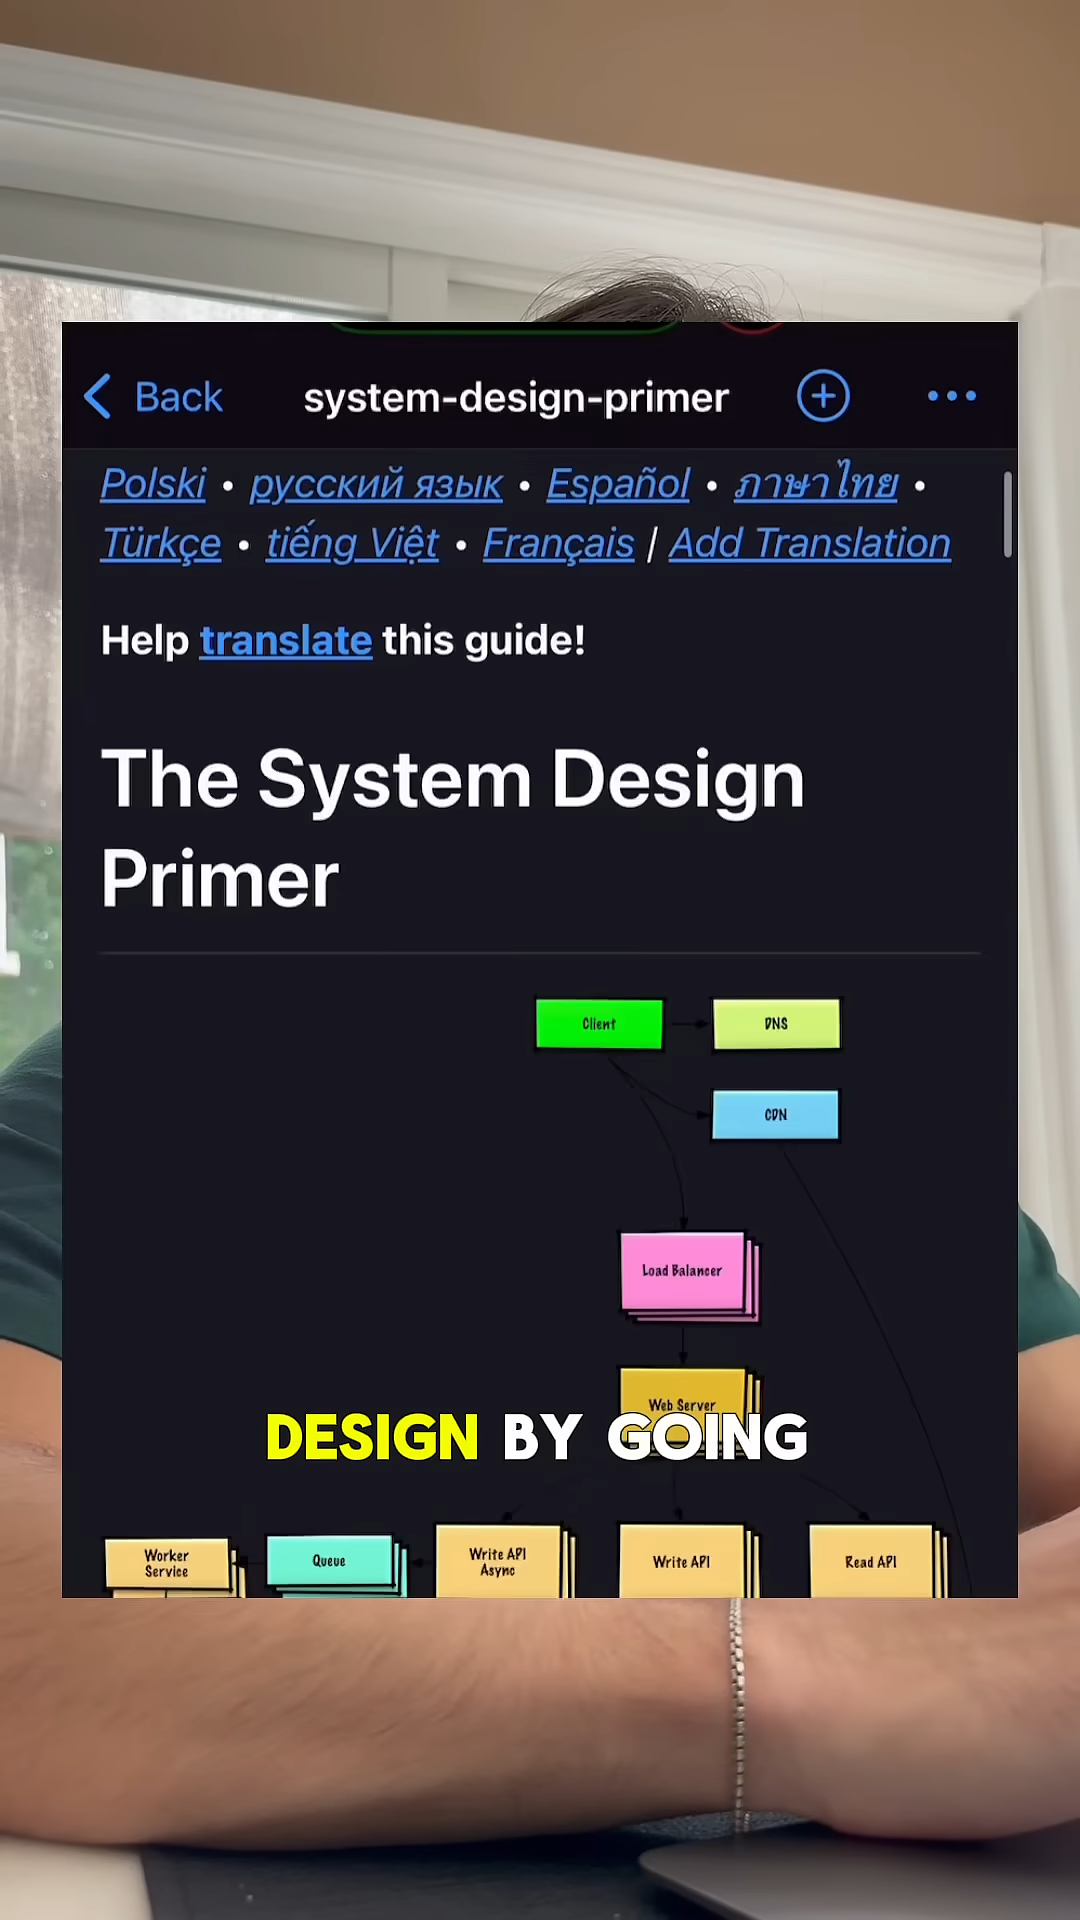 Back system-design-primer
Polski • русский язык • Español • ภาษาไทย •
Türkçe • tiếng Việt • Français / Add Translation
Help translate this guide!
The System Design
Primer
Client
DNS
CDN
Load Balancer
Web Server
DESIGN BY GOING
Worker
Service
Queue
Write API
Async
Write API
Read API